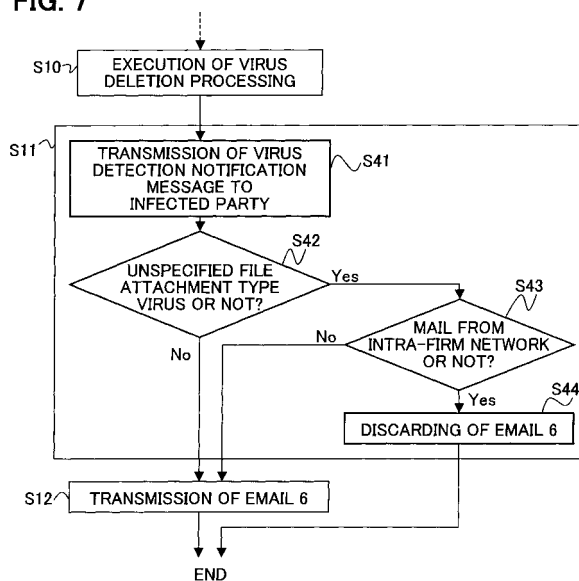 FIG. 7
S10
EXECUTION OF VIRUS
DELETION PROCESSING
S11
TRANSMISSION OF VIRUS
DETECTION NOTIFICATION
MESSAGE TO
INFECTED PARTY
S41
S42
UNSPECIFIED FILE
ATTACHMENT TYPE
VIRUS OR NOT?
Yes
No
S43
MAIL FROM
INTRA-FIRM NETWORK
OR NOT?
No
Yes
S44
DISCARDING OF EMAIL 6
S12
TRANSMISSION OF EMAIL 6
END